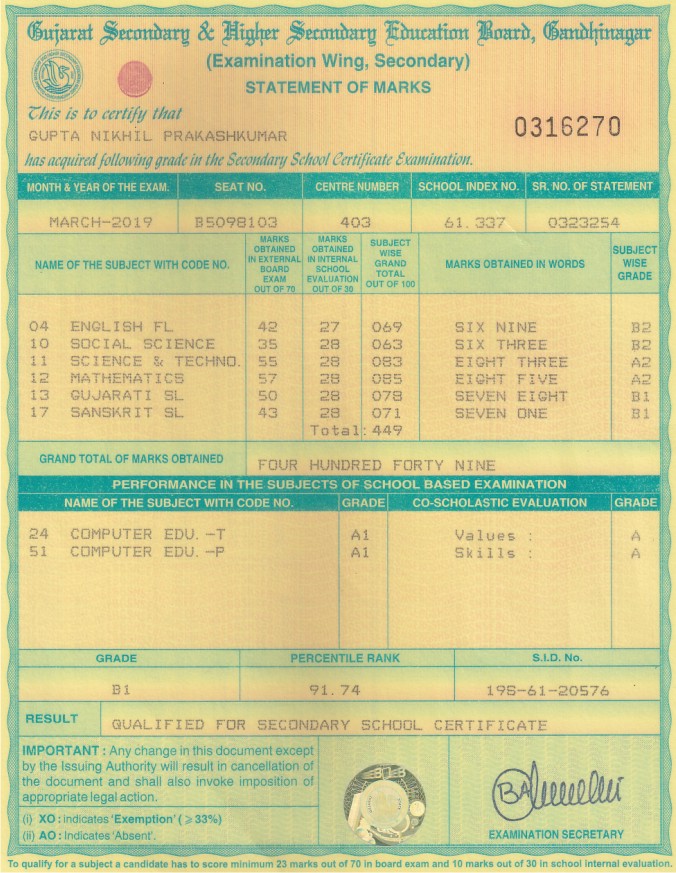 Gujarat Secondary & Higher Secondary Education Board, Gandhinagar
(Examination Wing, Secondary)
STATEMENT OF MARKS
This is to certify that
GUPTA NIKHIL PRAKASHKUMAR
0316270
has acquired following grade in the Secondary School Certificate Examination.
MONTH & YEAR OF THE EXAM. SEAT NO. CENTRE NUMBER SCHOOL INDEX NO. SR. NO. OF STATEMENT
MARCH-2019 B5098103 403 61.337 0323254
NAME OF THE SUBJECT WITH CODE NO. MARKS OBTAINED IN EXTERNAL BOARD EXAM OUT OF 70 MARKS OBTAINED IN INTERNAL SCHOOL EVALUATION OUT OF 30 SUBJECT WISE GRAND TOTAL OUT OF 100 MARKS OBTAINED IN WORDS SUBJECT WISE GRADE
04 ENGLISH FL 42 27 069 SIX NINE B2
10 SOCIAL SCIENCE 35 28 063 SIX THREE B2
11 SCIENCE & TECHNO. 55 28 083 EIGHT THREE A2
12 MATHEMATICS 57 28 085 EIGHT FIVE A2
13 GUJARATI SL 50 28 078 SEVEN EIGHT B1
17 SANSKRIT SL 43 28 071 SEVEN ONE B1
Total: 449
GRAND TOTAL OF MARKS OBTAINED FOUR HUNDRED FORTY NINE
PERFORMANCE IN THE SUBJECTS OF SCHOOL BASED EXAMINATION
NAME OF THE SUBJECT WITH CODE NO. GRADE CO-SCHOLASTIC EVALUATION GRADE
24 COMPUTER EDU. -T A1 Values : A
51 COMPUTER EDU. -P A1 Skills : A
GRADE PERCENTILE RANK S.I.D. No.
B1 91.74 19S-61-20576
RESULT QUALIFIED FOR SECONDARY SCHOOL CERTIFICATE
IMPORTANT : Any change in this document except
by the Issuing Authority will result in cancellation of
the document and shall also invoke imposition of
appropriate legal action.
(i) XO : indicates 'Exemption' (⩾33%)
(ii) AO : Indicates 'Absent'.
EXAMINATION SECRETARY
To qualify for a subject a candidate has to score minimum 23 marks out of 70 in board exam and 10 marks out of 30 in school internal evaluation.